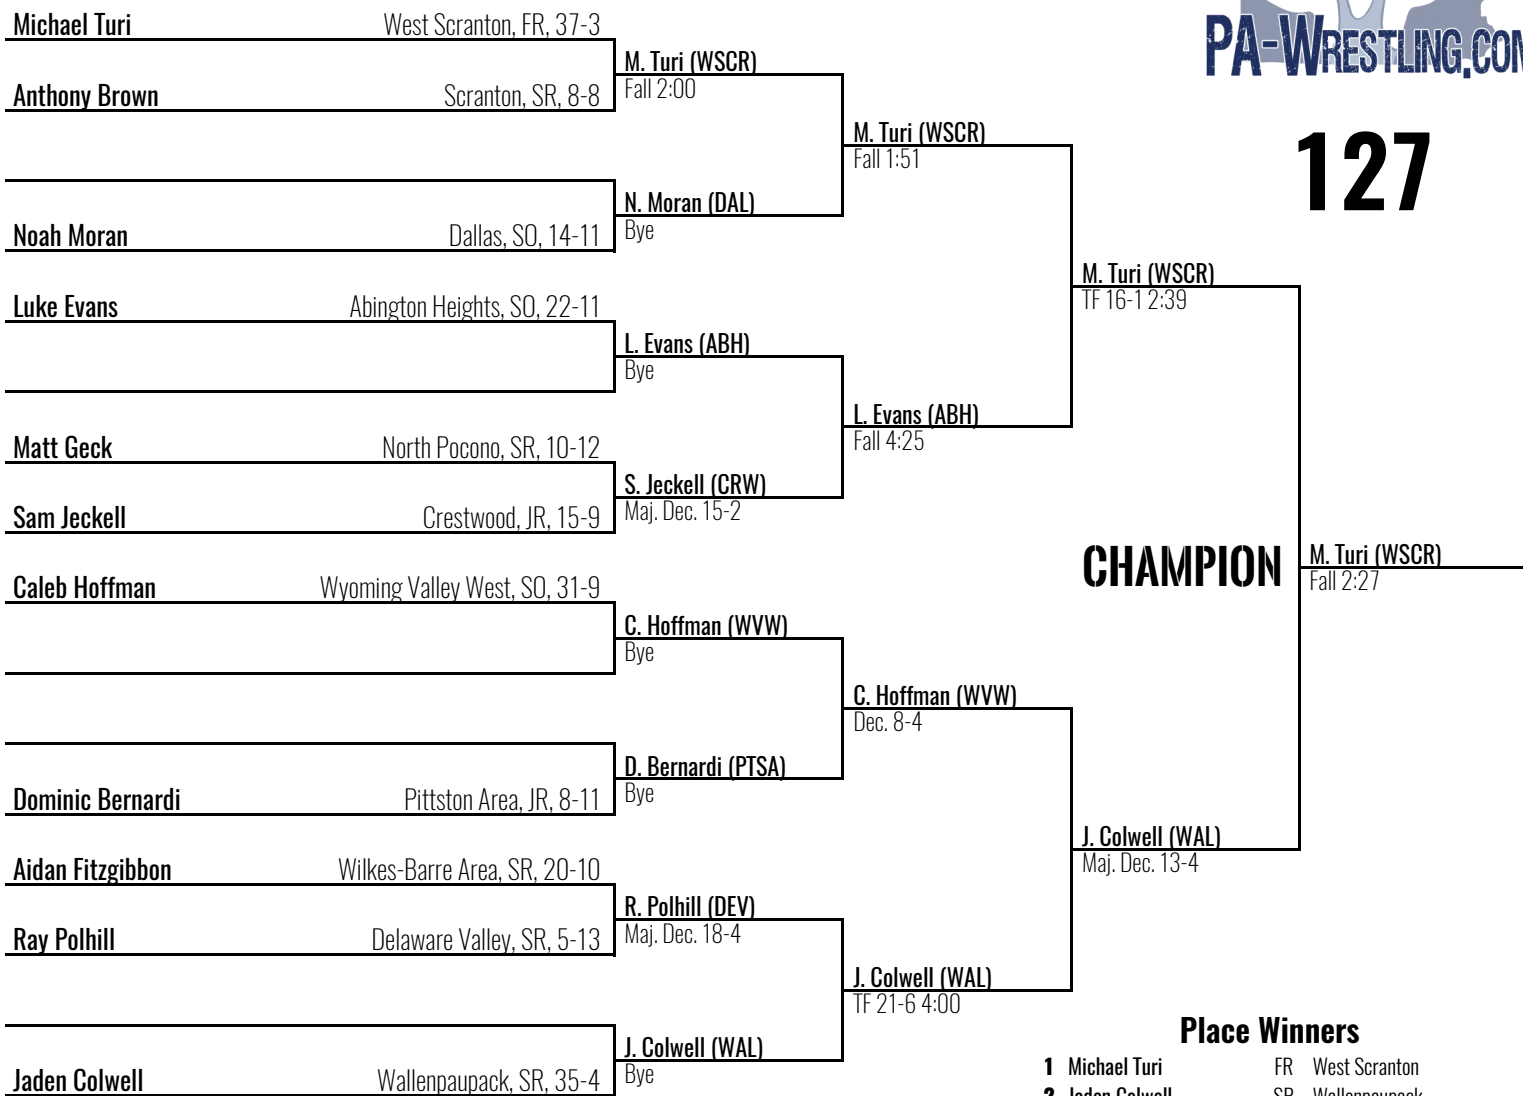 PA-WRESTLING.COM
127
Michael Turi West Scranton, FR, 37-3
M. Turi (WSCR)
Fall 2:00
Anthony Brown Scranton, SR, 8-8
M. Turi (WSCR)
Fall 1:51
N. Moran (DAL)
Bye
Noah Moran Dallas, SO, 14-11
M. Turi (WSCR)
TF 16-1 2:39
Luke Evans Abington Heights, SO, 22-11
L. Evans (ABH)
Bye
L. Evans (ABH)
Fall 4:25
Matt Geck North Pocono, SR, 10-12
S. Jeckell (CRW)
Maj. Dec. 15-2
Sam Jeckell Crestwood, JR, 15-9
CHAMPION
M. Turi (WSCR)
Fall 2:27
Caleb Hoffman Wyoming Valley West, SO, 31-9
C. Hoffman (WVW)
Bye
C. Hoffman (WVW)
Dec. 8-4
D. Bernardi (PTSA)
Bye
Dominic Bernardi Pittston Area, JR, 8-11
J. Colwell (WAL)
Maj. Dec. 13-4
Aidan Fitzgibbon Wilkes-Barre Area, SR, 20-10
R. Polhill (DEV)
Maj. Dec. 18-4
Ray Polhill Delaware Valley, SR, 5-13
J. Colwell (WAL)
TF 21-6 4:00
J. Colwell (WAL)
Bye
Jaden Colwell Wallenpaupack, SR, 35-4
Place Winners
1 Michael Turi FR West Scranton
2 Jaden Colwell SR Wallenpaupack